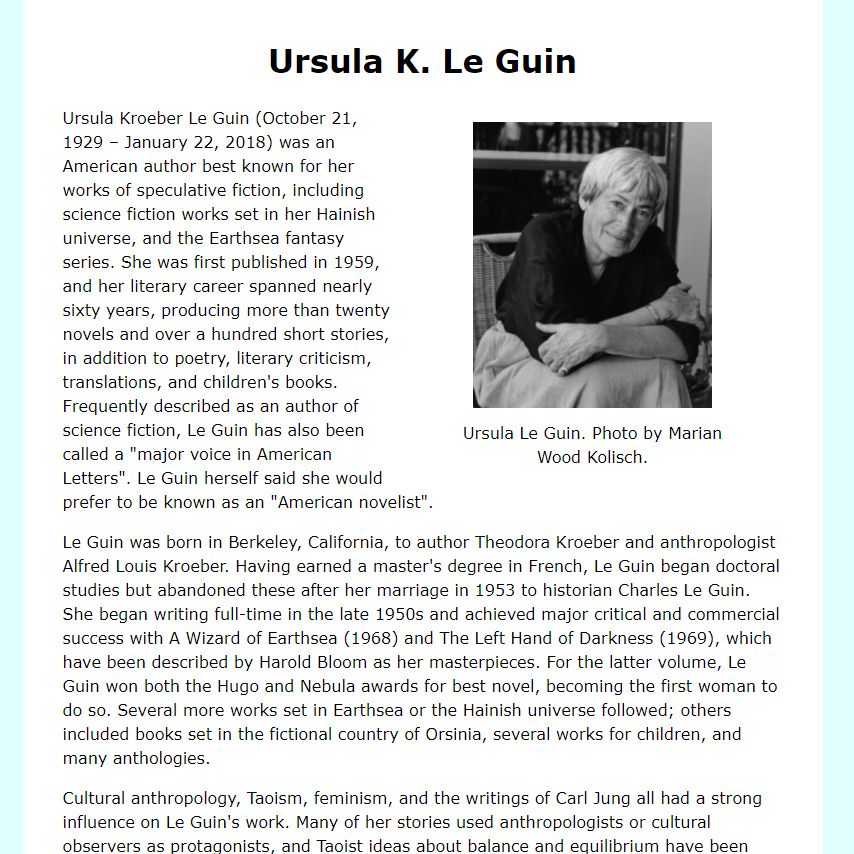 Ursula K. Le Guin
Ursula Kroeber Le Guin (October 21,
1929 – January 22, 2018) was an
American author best known for her
works of speculative fiction, including
science fiction works set in her Hainish
universe, and the Earthsea fantasy
series. She was first published in 1959,
and her literary career spanned nearly
sixty years, producing more than twenty
novels and over a hundred short stories,
in addition to poetry, literary criticism,
translations, and children's books.
Frequently described as an author of
science fiction, Le Guin has also been
called a "major voice in American
Letters". Le Guin herself said she would
prefer to be known as an "American novelist".
Ursula Le Guin. Photo by Marian
Wood Kolisch.
Le Guin was born in Berkeley, California, to author Theodora Kroeber and anthropologist
Alfred Louis Kroeber. Having earned a master's degree in French, Le Guin began doctoral
studies but abandoned these after her marriage in 1953 to historian Charles Le Guin.
She began writing full-time in the late 1950s and achieved major critical and commercial
success with A Wizard of Earthsea (1968) and The Left Hand of Darkness (1969), which
have been described by Harold Bloom as her masterpieces. For the latter volume, Le
Guin won both the Hugo and Nebula awards for best novel, becoming the first woman to
do so. Several more works set in Earthsea or the Hainish universe followed; others
included books set in the fictional country of Orsinia, several works for children, and
many anthologies.
Cultural anthropology, Taoism, feminism, and the writings of Carl Jung all had a strong
influence on Le Guin's work. Many of her stories used anthropologists or cultural
observers as protagonists, and Taoist ideas about balance and equilibrium have been